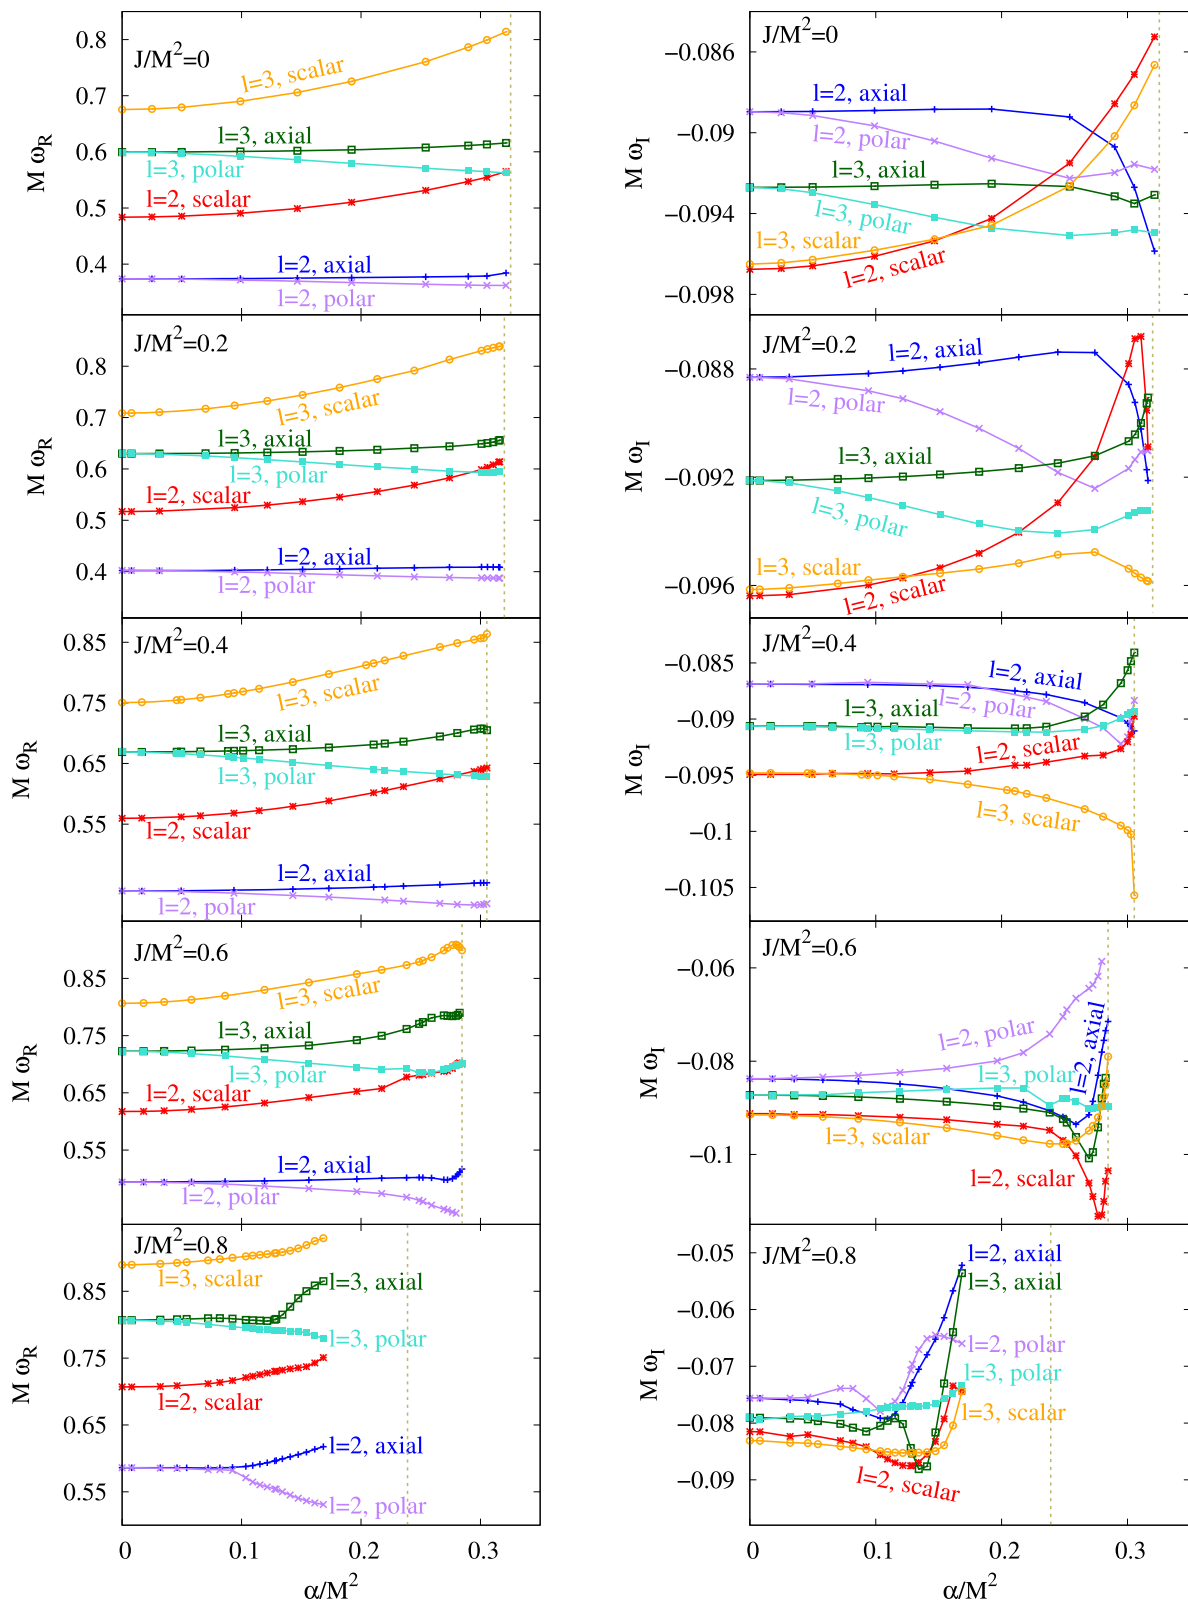 J/M²=0
0.8
0.7
0.6
0.5
0.4
M ω_R
l=3, scalar
l=3, axial
l=3, polar
l=2, scalar
l=2, axial
l=2, polar
J/M²=0
−0.086
−0.09
−0.094
−0.098
M ω_I
l=2, axial
l=2, polar
l=3, axial
l=3, polar
l=3, scalar
l=2, scalar
J/M²=0.2
0.8
0.7
0.6
0.5
0.4
M ω_R
l=3, scalar
l=3, axial
l=3, polar
l=2, scalar
l=2, axial
l=2, polar
J/M²=0.2
−0.088
−0.092
−0.096
M ω_I
l=2, axial
l=2, polar
l=3, axial
l=3, polar
l=3, scalar
l=2, scalar
J/M²=0.4
0.85
0.75
0.65
0.55
M ω_R
l=3, scalar
l=3, axial
l=3, polar
l=2, scalar
l=2, axial
l=2, polar
J/M²=0.4
−0.085
−0.09
−0.095
−0.1
−0.105
M ω_I
l=2, axial
l=2, polar
l=3, axial
l=3, polar
l=2, scalar
l=3, scalar
J/M²=0.6
0.85
0.75
0.65
0.55
M ω_R
l=3, scalar
l=3, axial
l=3, polar
l=2, scalar
l=2, axial
l=2, polar
−0.06
−0.08
−0.1
J/M²=0.6
M ω_I
l=2, polar
l=2, axial
l=3, polar
l=3, scalar
l=2, scalar
J/M²=0.8
0.85
0.75
0.65
0.55
M ω_R
l=3, scalar
l=3, axial
l=3, polar
l=2, scalar
l=2, axial
l=2, polar
0
0.1
0.2
0.3
α/M²
J/M²=0.8
−0.05
−0.06
−0.07
−0.08
−0.09
M ω_I
l=2, axial
l=3, axial
l=2, polar
l=3, polar
l=3, scalar
l=2, scalar
0
0.1
0.2
0.3
α/M²